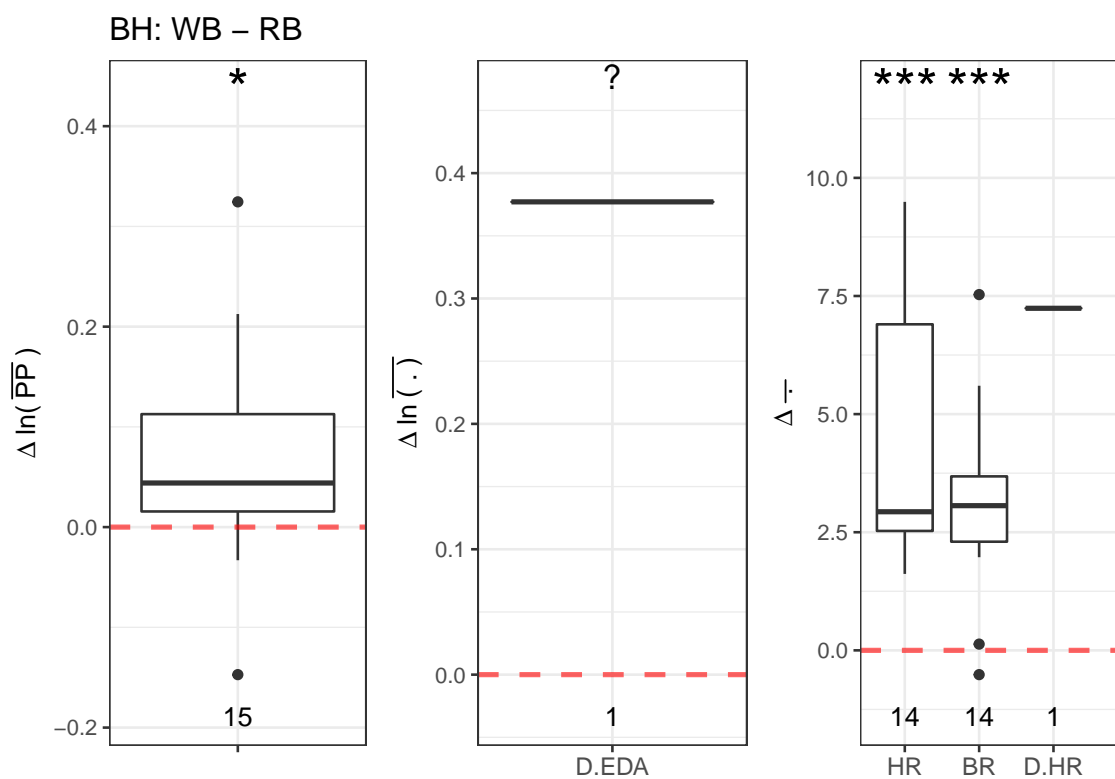 BH: WB − RB
Δ ln( PP )
0.4
0.2
0.0
−0.2
*
15
Δ ln ( . )
0.4
0.3
0.2
0.1
0.0
?
1
D.EDA
Δ .
10.0
7.5
5.0
2.5
0.0
*** ***
14 14 1
HR BR D.HR